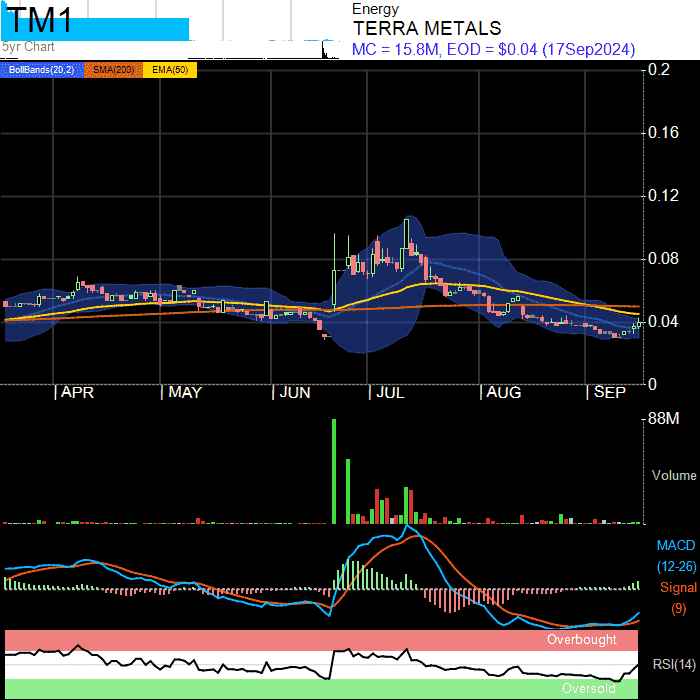 TM1
5yr Chart
Energy
TERRA METALS
MC = 15.8M, EOD = $0.04 (17Sep2024)
BollBands(20,2) SMA(200) EMA(50)
0.2
0.16
0.12
0.08
0.04
0
APR MAY JUN JUL AUG SEP
88M
Volume
MACD
(12-26)
Signal
(9)
Overbought
RSI(14)
Oversold